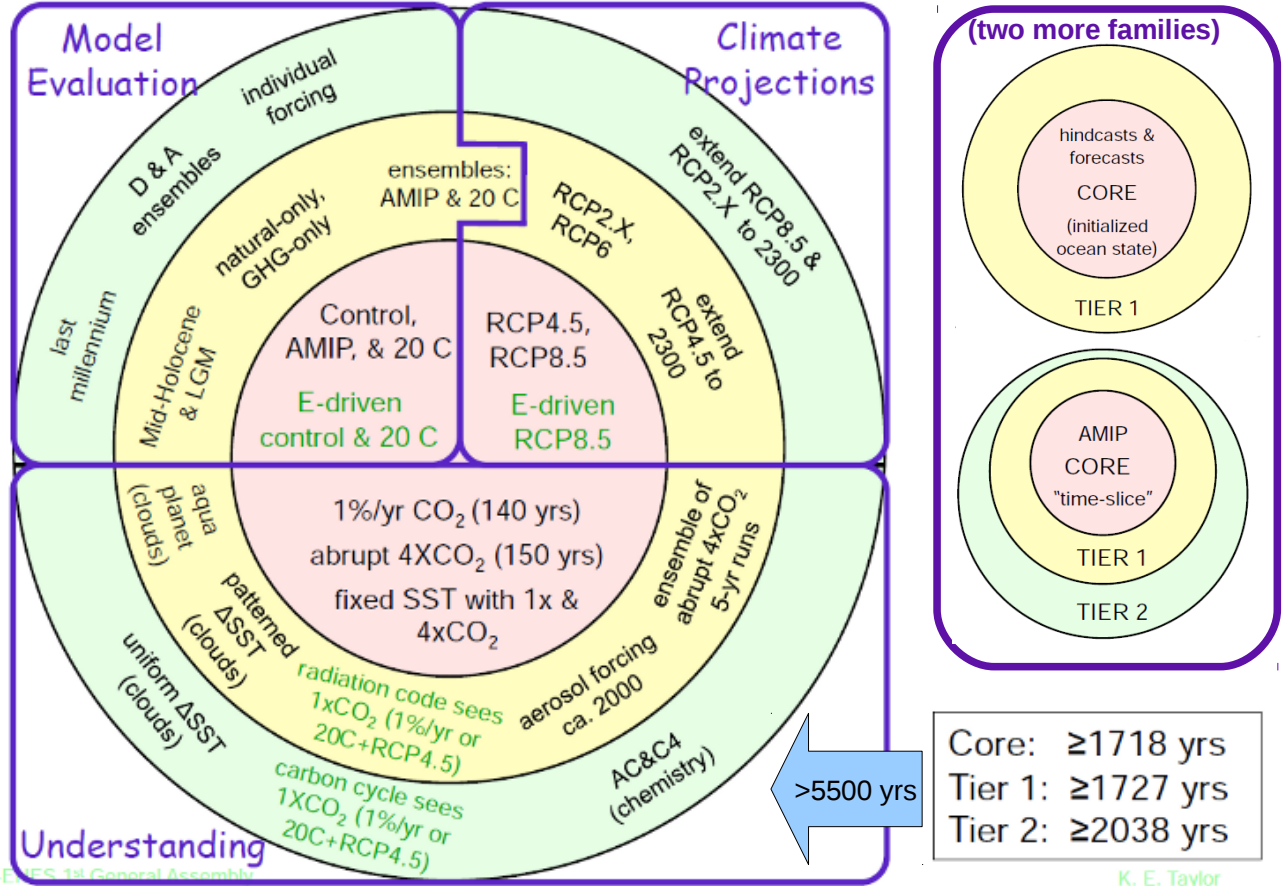 Model
Evaluation
individual
forcing
D & A
ensembles
last
millennium
natural-only,
GHG-only
Mid-Holocene
& LGM
ensembles:
AMIP & 20 C
Control,
AMIP, & 20 C
E-driven
control & 20 C
Climate
Projections
extend RCP8.5 &
RCP2.X to 2300
RCP2.X,
RCP6
extend
RCP4.5 to
2300
RCP4.5,
RCP8.5
E-driven
RCP8.5
1%/yr CO₂ (140 yrs)
abrupt 4XCO₂ (150 yrs)
fixed SST with 1x &
4xCO₂
aqua
planet
(clouds)
patterned
ΔSST
(clouds)
uniform ΔSST
(clouds)
radiation code sees
1xCO₂ (1%/yr or
20C+RCP4.5)
carbon cycle sees
1XCO₂ (1%/yr or
20C+RCP4.5)
aerosol forcing
ca. 2000
ensemble of
abrupt 4xCO₂
5-yr runs
AC&C4
(chemistry)
Understanding
(two more families)
hindcasts &
forecasts
CORE
(initialized
ocean state)
TIER 1
AMIP
CORE
"time-slice"
TIER 1
TIER 2
>5500 yrs
Core: ≥1718 yrs
Tier 1: ≥1727 yrs
Tier 2: ≥2038 yrs
1st General Assembly
K. E. Taylor